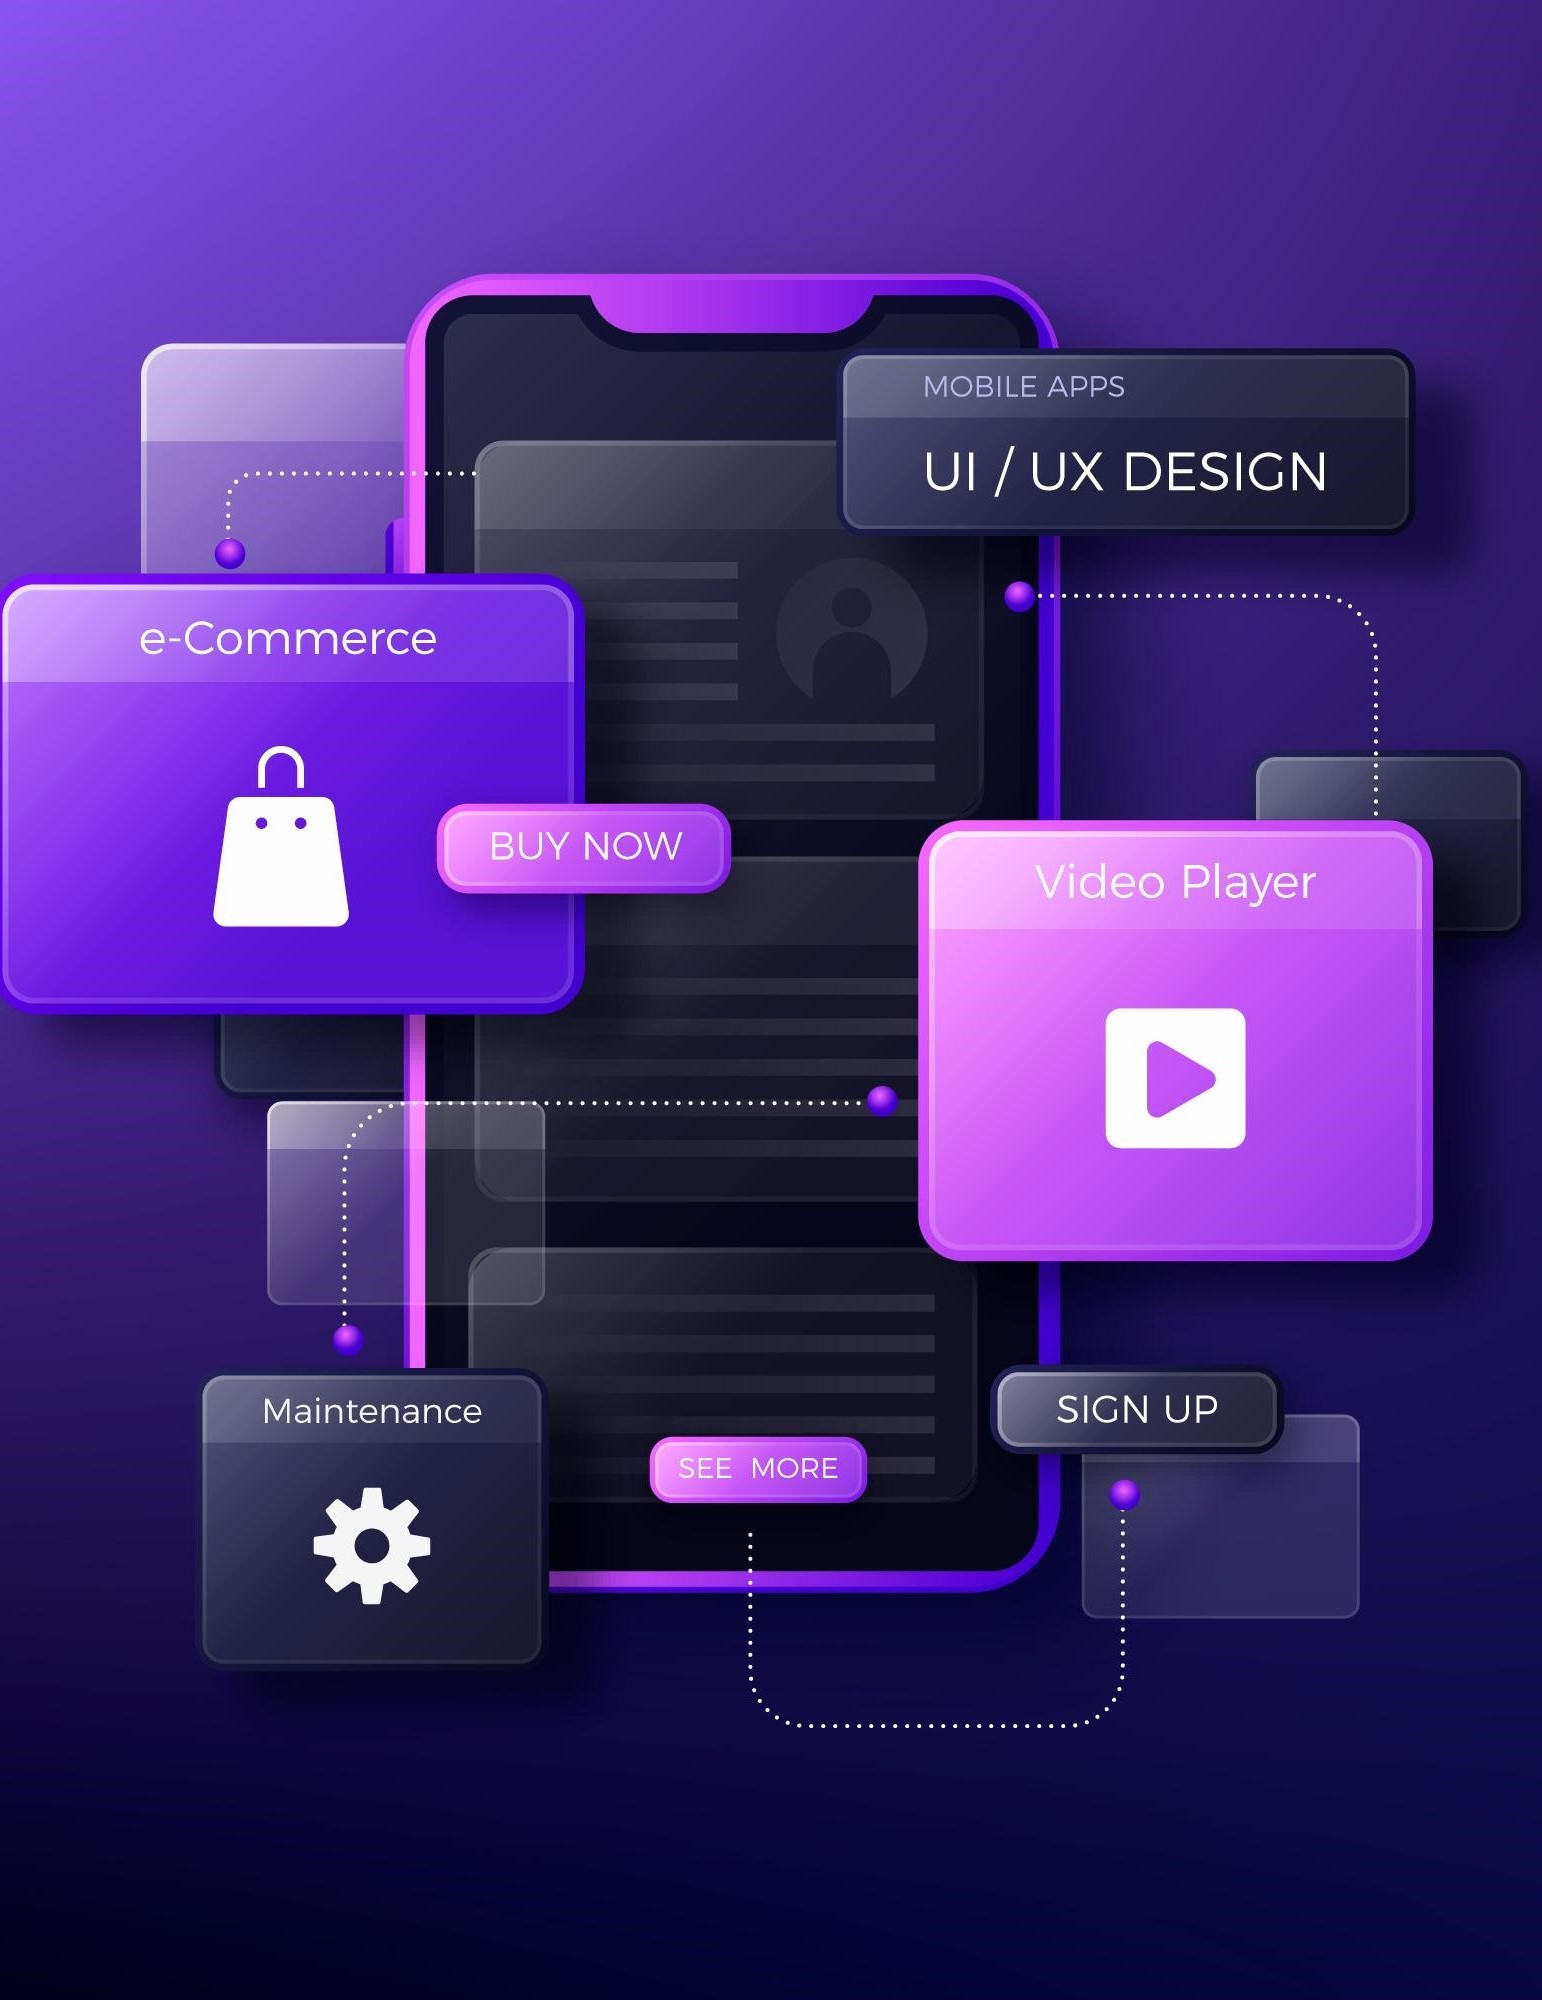 MOBILE APPS
UI / UX DESIGN
e-Commerce
BUY NOW
Video Player
Maintenance
SIGN UP
SEE MORE